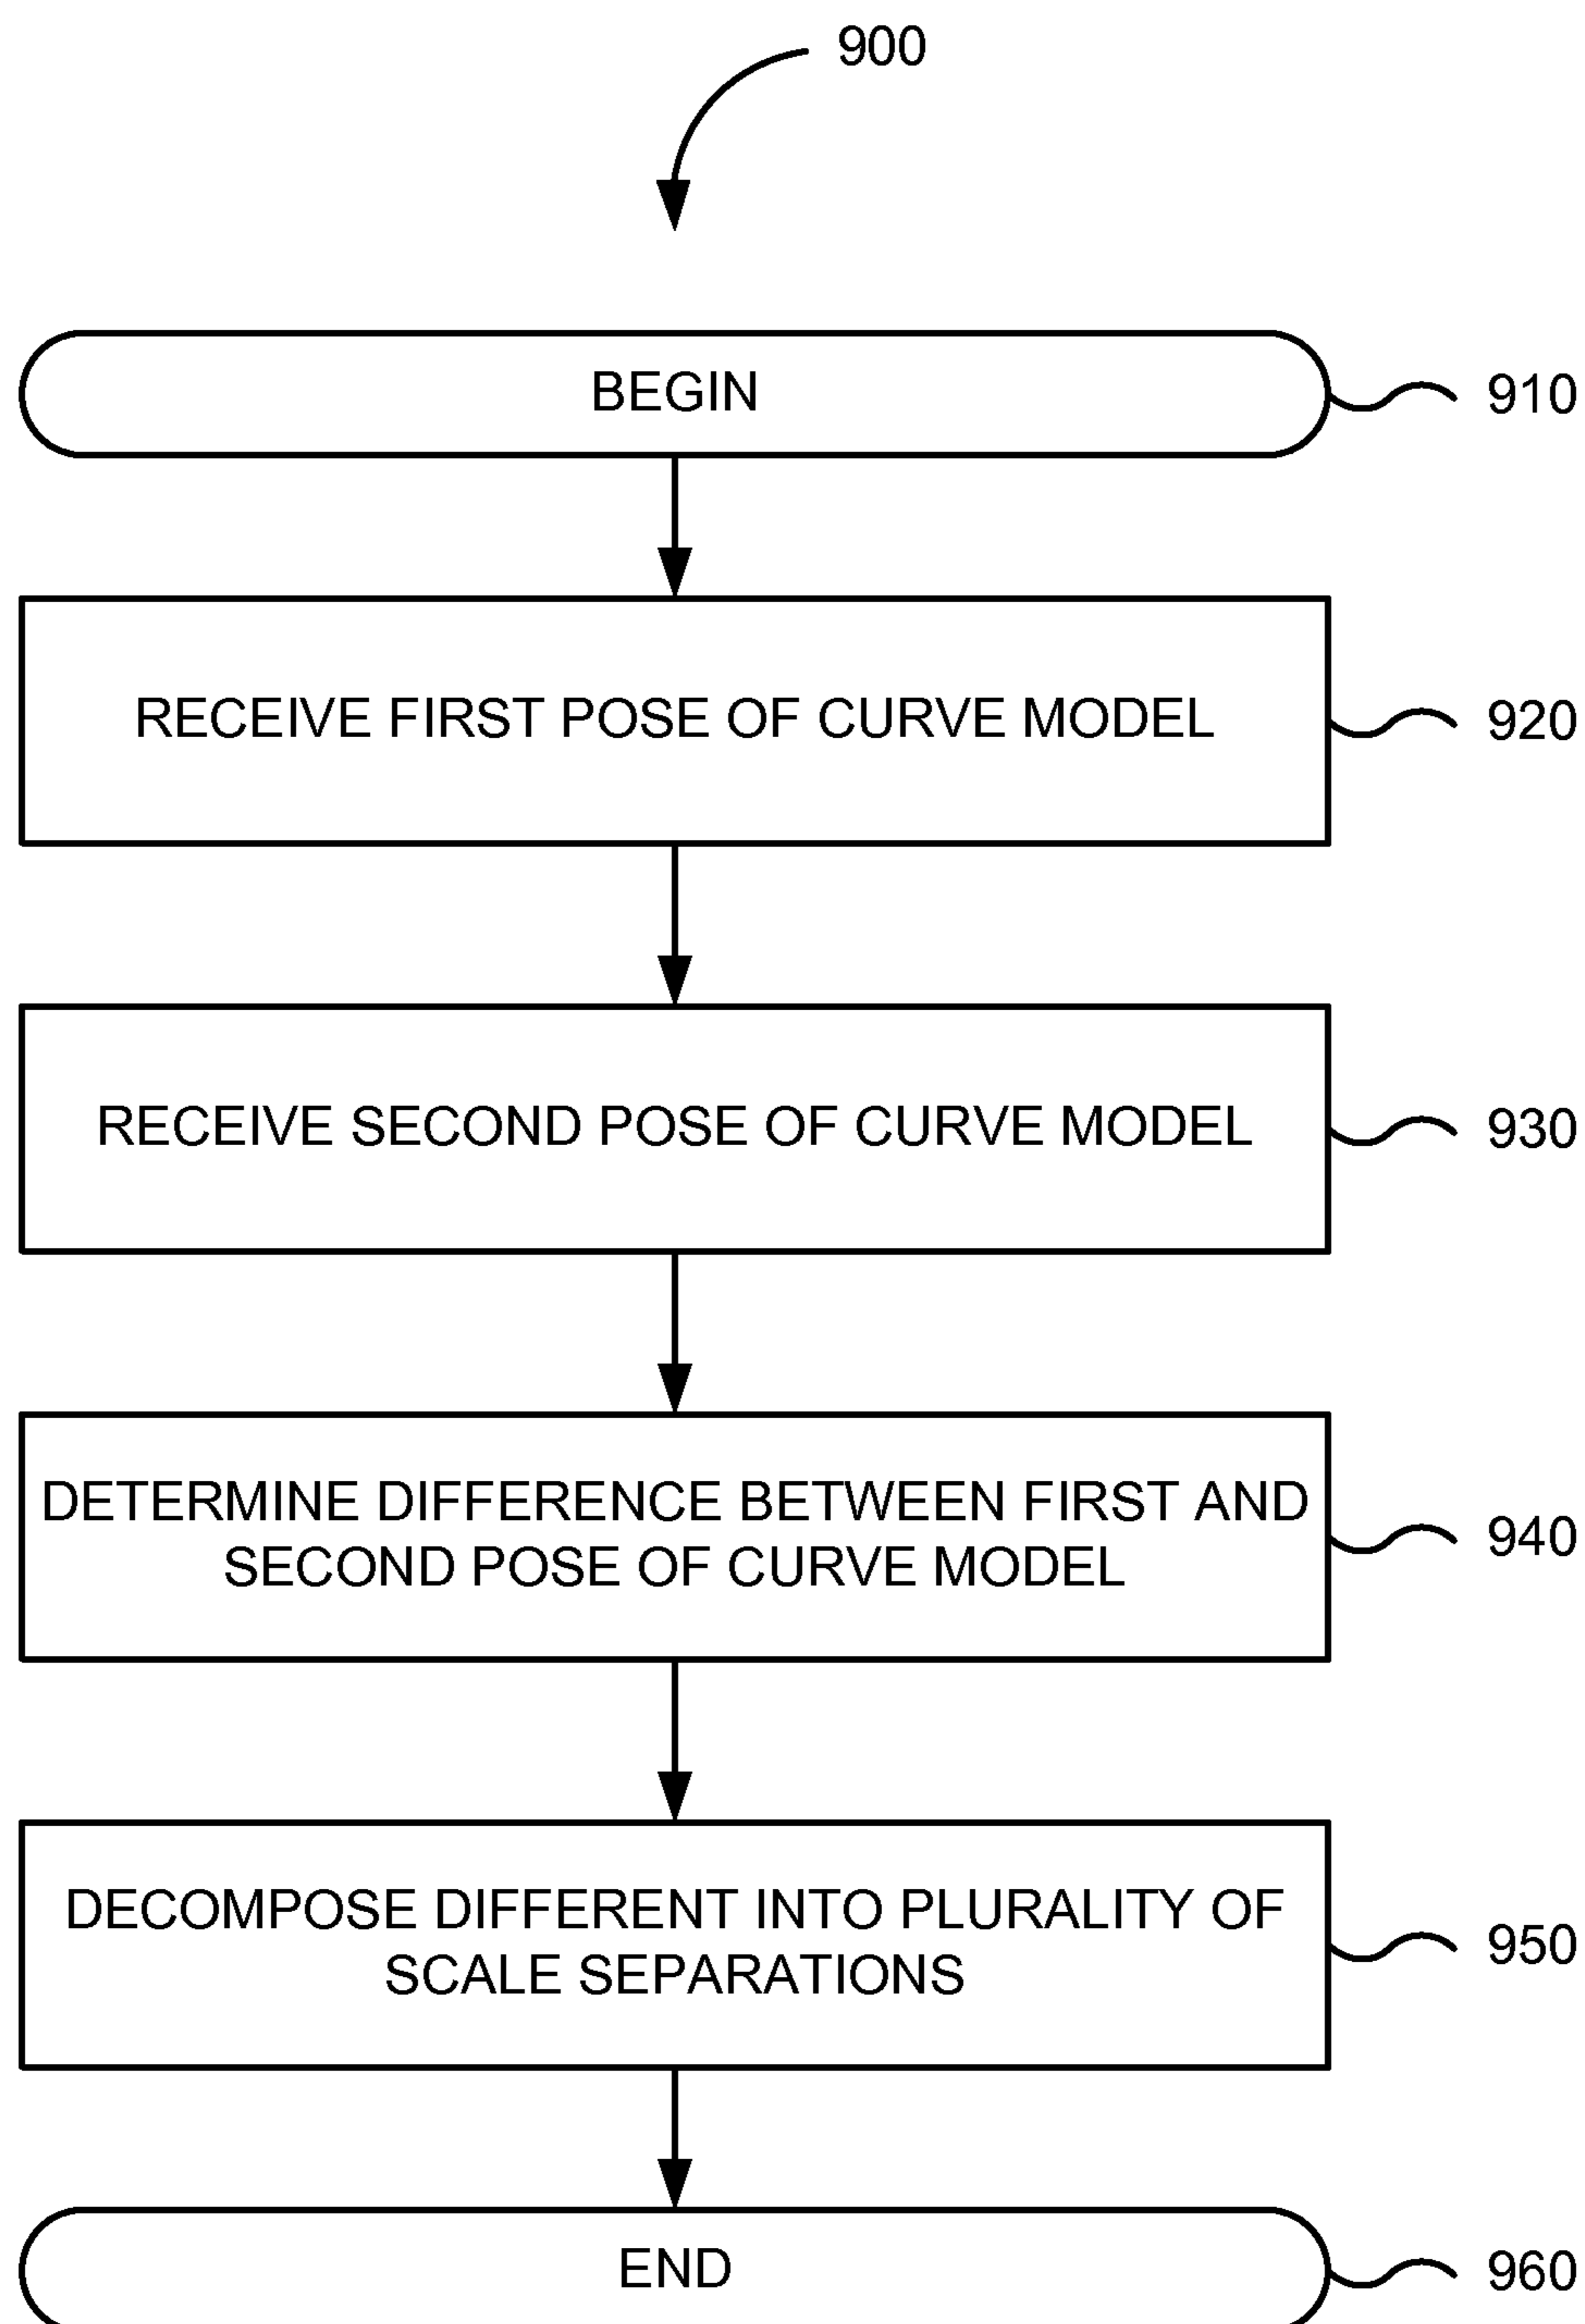 900
BEGIN
910
RECEIVE FIRST POSE OF CURVE MODEL
920
RECEIVE SECOND POSE OF CURVE MODEL
930
DETERMINE DIFFERENCE BETWEEN FIRST AND
SECOND POSE OF CURVE MODEL
940
DECOMPOSE DIFFERENT INTO PLURALITY OF
SCALE SEPARATIONS
950
END
960